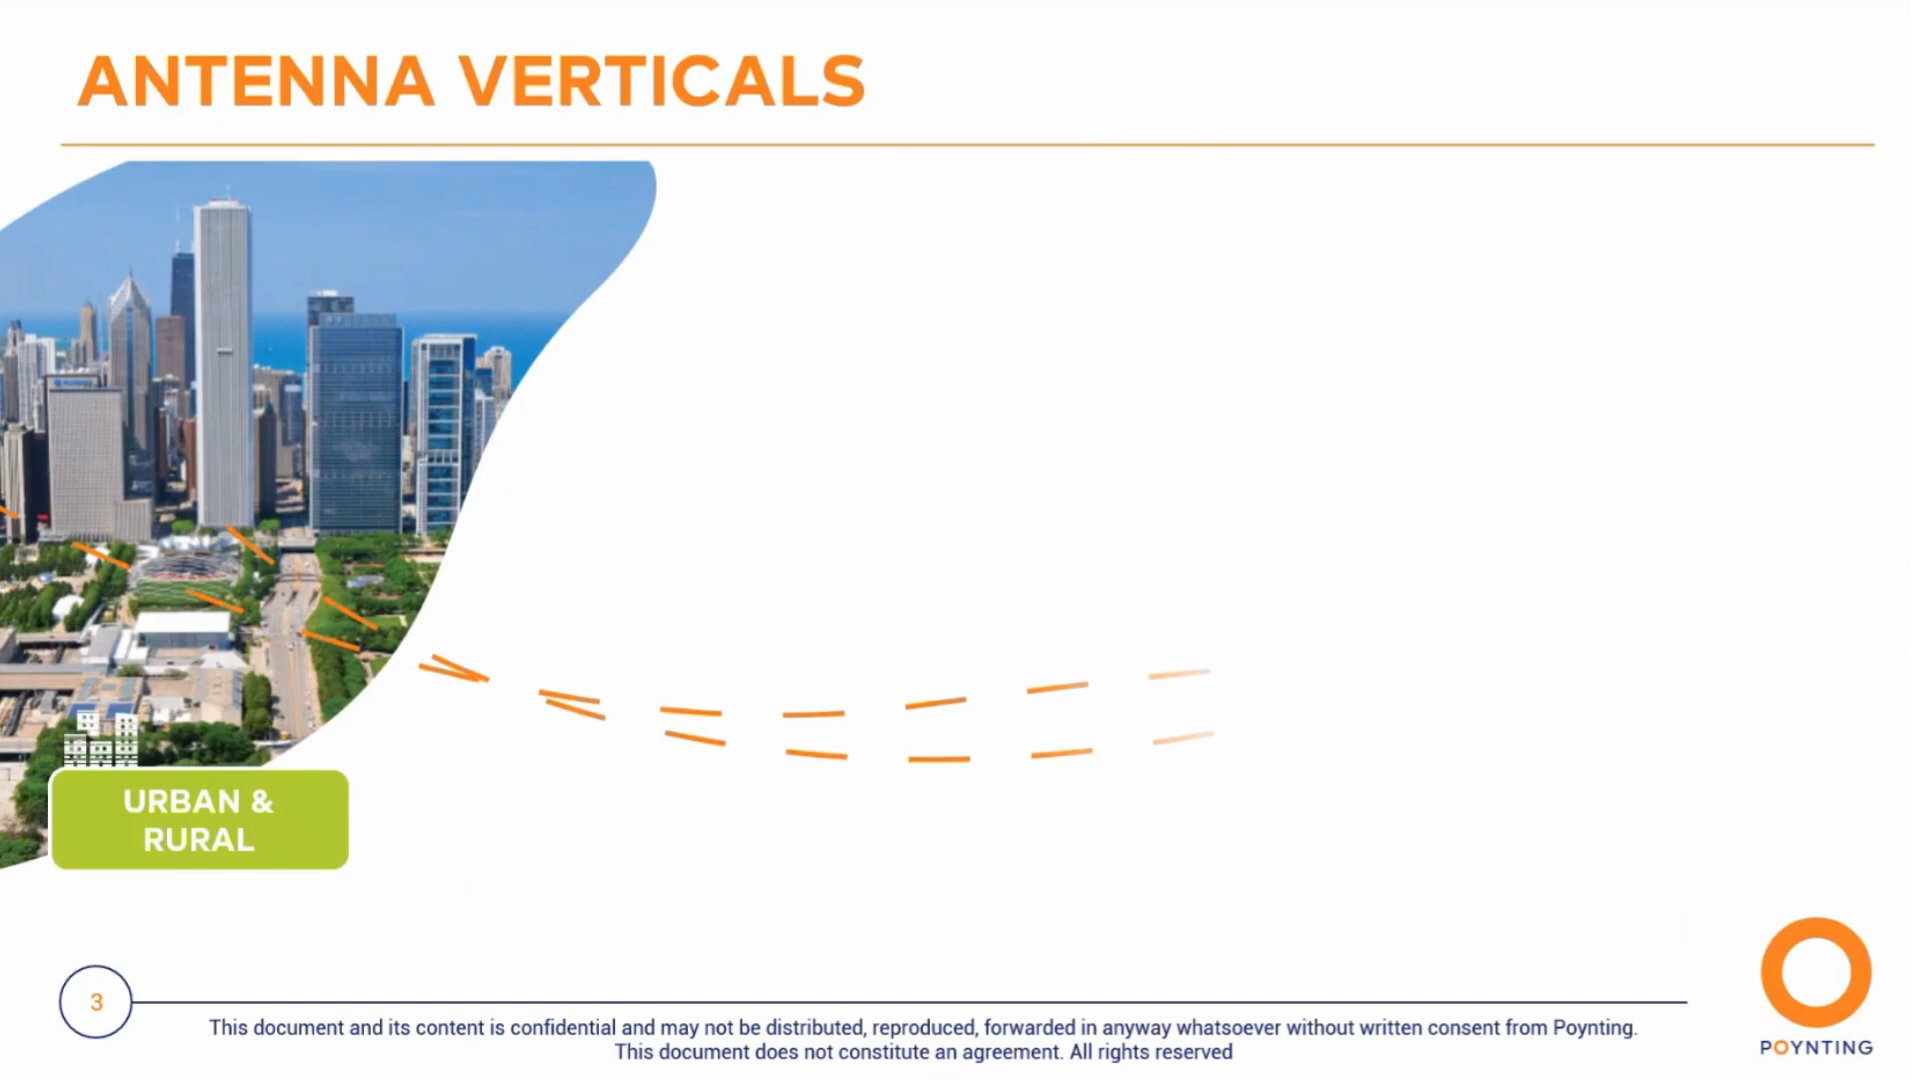 ANTENNA VERTICALS
URBAN &
RURAL
3
This document and its content is confidential and may not be distributed, reproduced, forwarded in anyway whatsoever without written consent from Poynting.
This document does not constitute an agreement. All rights reserved
POYNTING